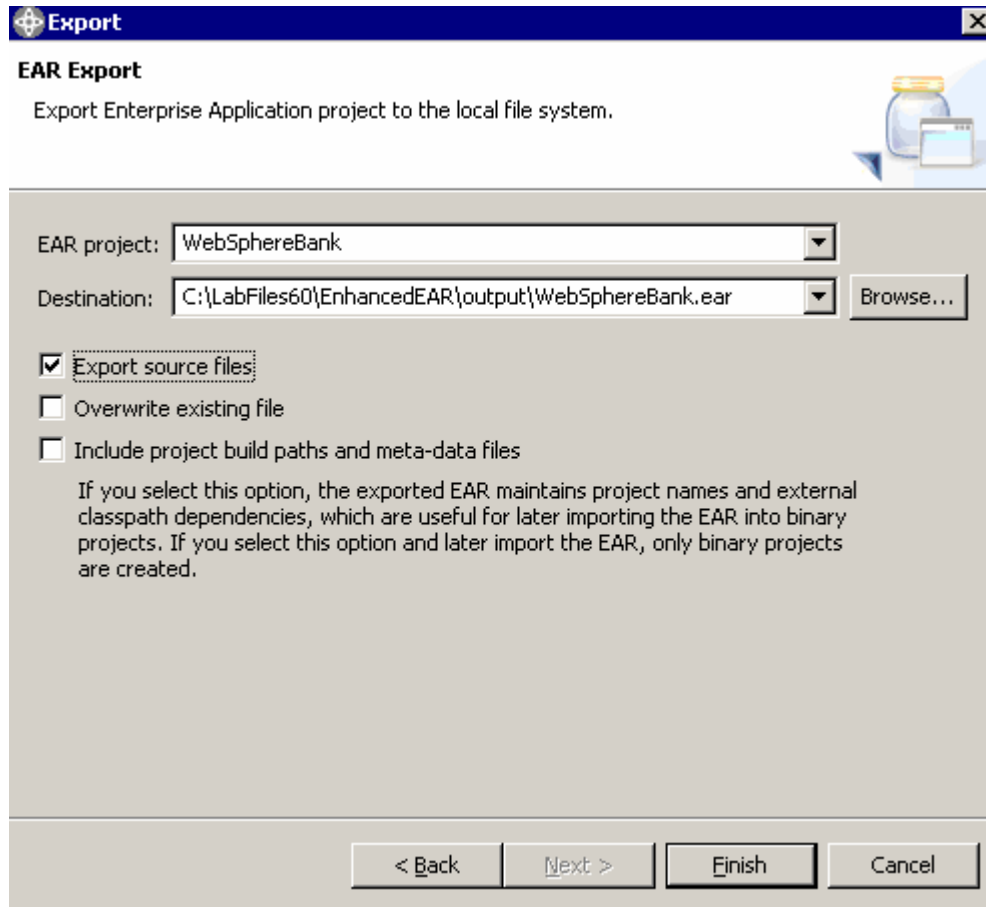 Export
EAR Export
Export Enterprise Application project to the local file system.
EAR project: WebSphereBank
Destination: C:\LabFiles60\EnhancedEAR\output\WebSphereBank.ear Browse...
Export source files
Overwrite existing file
Include project build paths and meta-data files
If you select this option, the exported EAR maintains project names and external
classpath dependencies, which are useful for later importing the EAR into binary
projects. If you select this option and later import the EAR, only binary projects
are created.
< Back Next > Finish Cancel